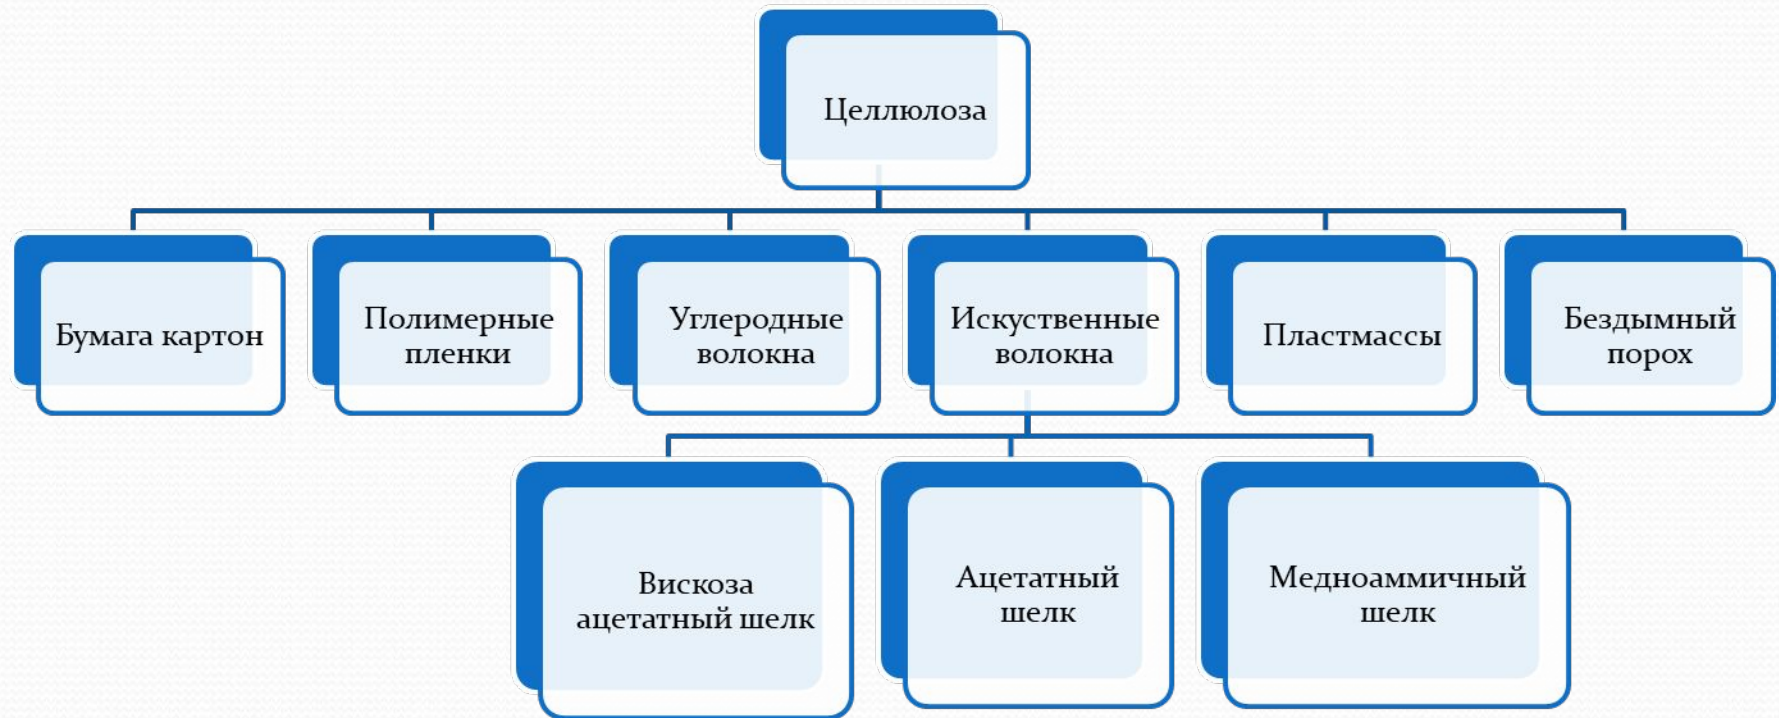 Целлюлоза
Бумага картон
Полимерные
пленки
Углеродные
волокна
Искуственные
волокна
Пластмассы
Бездымный
порох
Вискоза
ацетатный шелк
Ацетатный
шелк
Медноаммичный
шелк